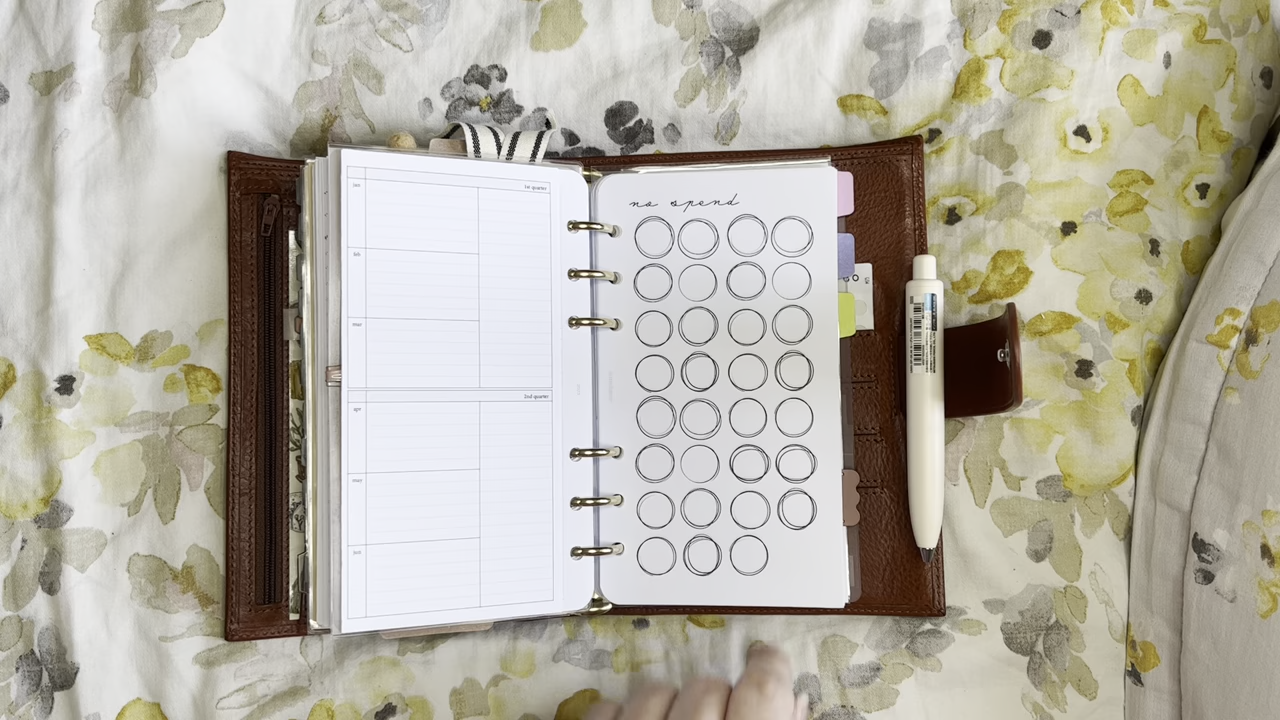 1st quarter
jan
feb
mar
2nd quarter
apr
may
jun
no spend